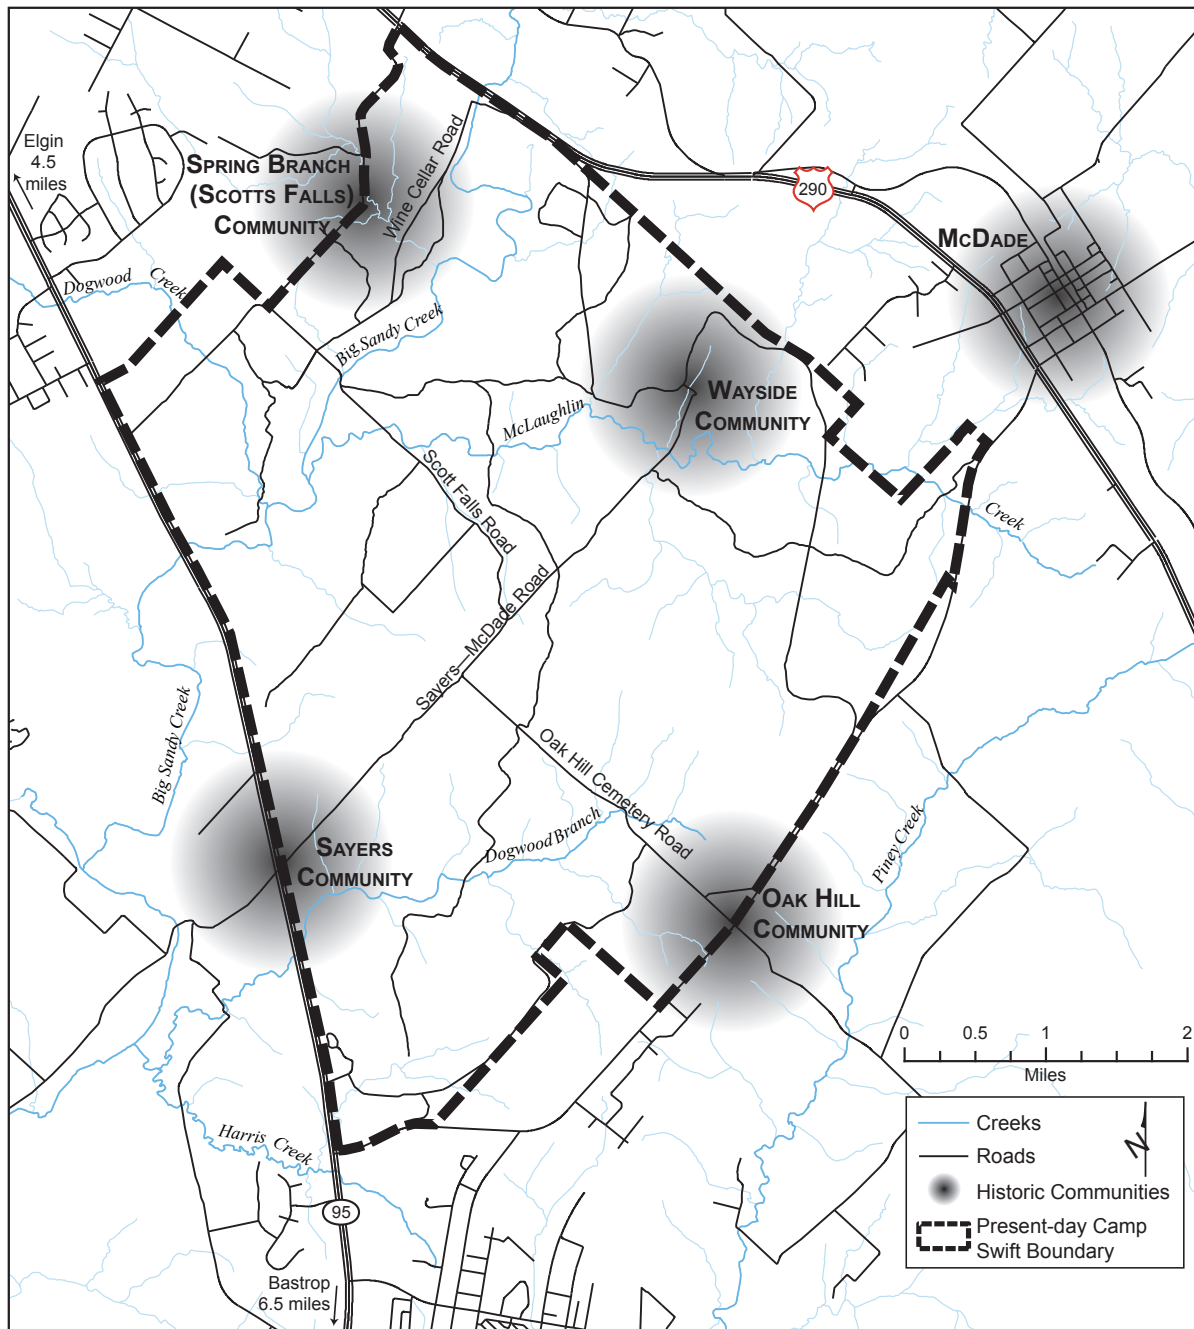 Elgin
4.5
miles
Spring Branch
(Scotts Falls)
Community
Wine Cellar Road
290
McDade
Dogwood Creek
Big Sandy Creek
Wayside
Community
McLaughlin
Creek
Scott Falls Road
Sayers—McDade Road
Big Sandy Creek
Oak Hill Cemetery Road
Dogwood Branch
Piney Creek
Sayers
Community
Oak Hill
Community
0 0.5 1 2
Miles
Harris Creek
95
Bastrop
6.5 miles
N
Creeks
Roads
Historic Communities
Present-day Camp
Swift Boundary